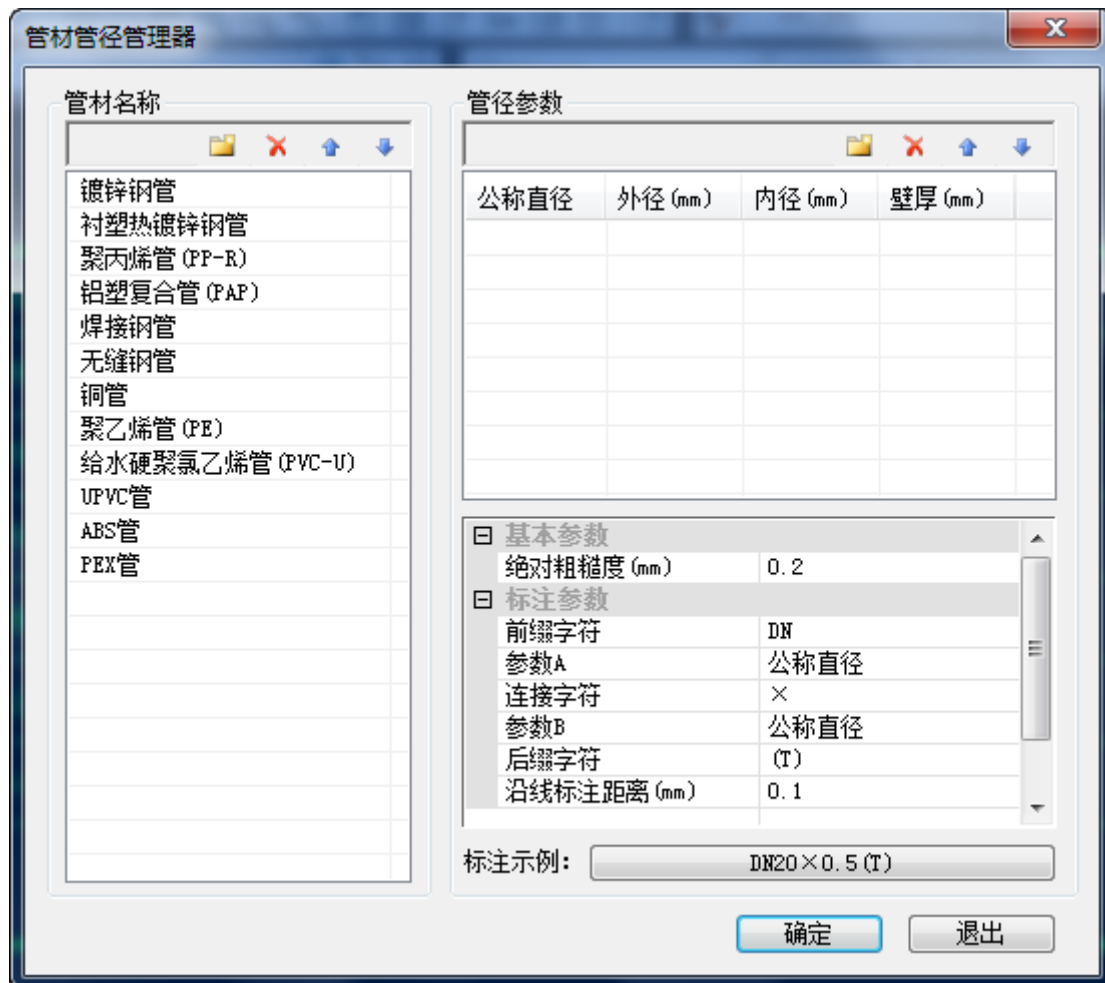 管材管径管理器
管材名称
镀锌钢管
衬塑热镀锌钢管
聚丙烯管(PP-R)
铝塑复合管(PAP)
焊接钢管
无缝钢管
铜管
聚乙烯管(PE)
给水硬聚氯乙烯管(PVC-U)
UPVC管
ABS管
PEX管
管径参数
公称直径 外径(mm) 内径(mm) 壁厚(mm)
基本参数
绝对粗糙度(mm) 0.2
标注参数
前缀字符 DN
参数A 公称直径
连接字符 ×
参数B 公称直径
后缀字符 (T)
沿线标注距离(mm) 0.1
标注示例: DN20×0.5(T)
确定 退出